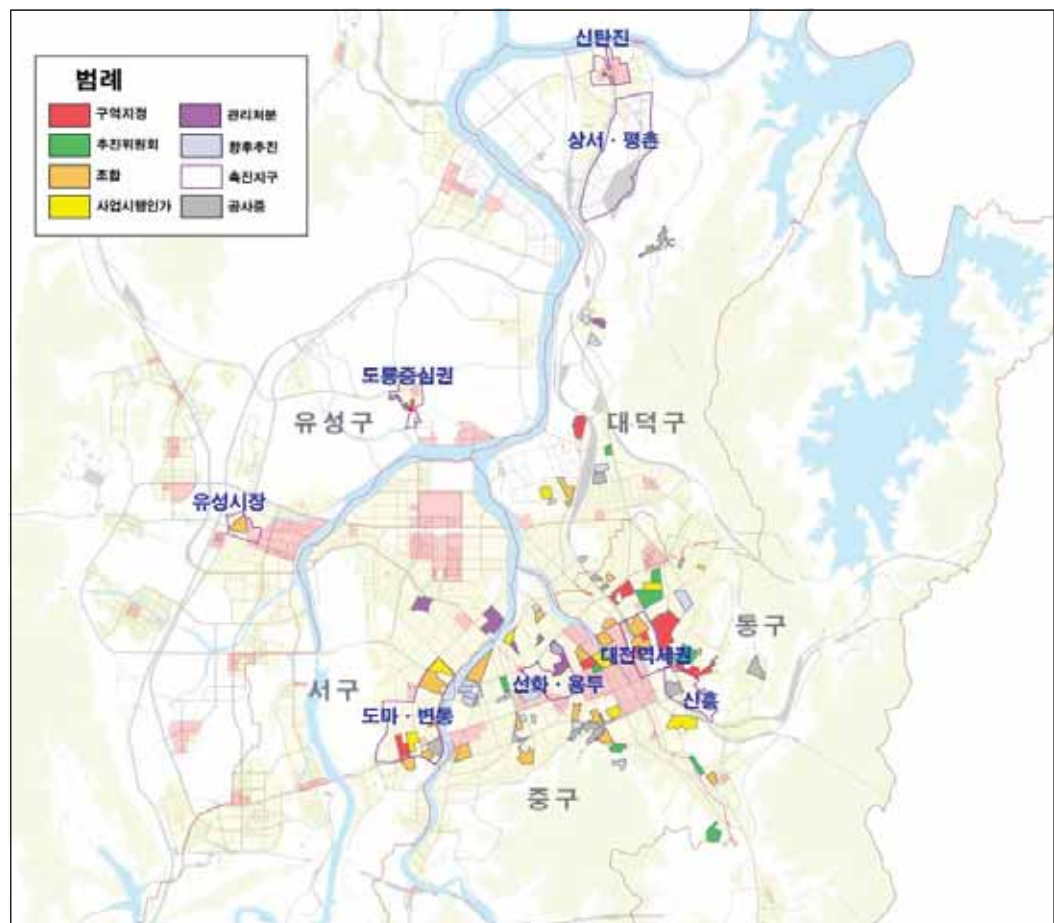 신탄진
범례
구역지정
관리처분
추진위원회
향후추진
조합
촉진지구
사업시행인가
공사중
상서 · 평촌
도룡중심권
유성구
대덕구
유성시장
동구
대전역세권
서구
선화 · 용두
신흥
도마 · 변동
중구